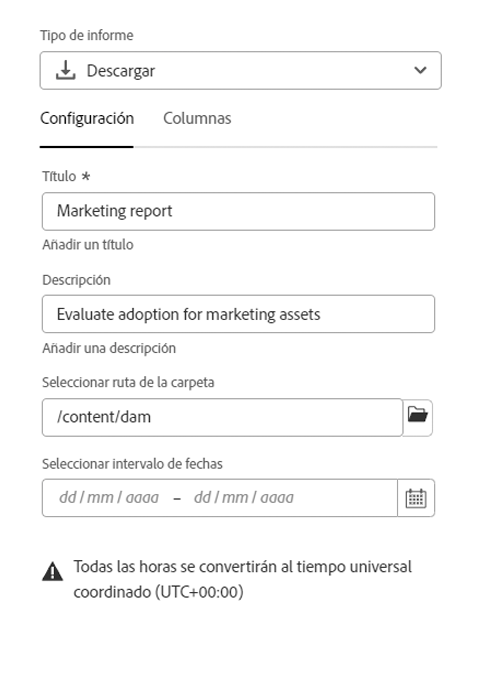 Tipo de informe
Descargar
Configuración Columnas
Título *
Marketing report
Añadir un título
Descripción
Evaluate adoption for marketing assets
Añadir una descripción
Seleccionar ruta de la carpeta
/content/dam
Seleccionar intervalo de fechas
dd / mm / aaaa – dd / mm / aaaa
Todas las horas se convertirán al tiempo universal
coordinado (UTC+00:00)